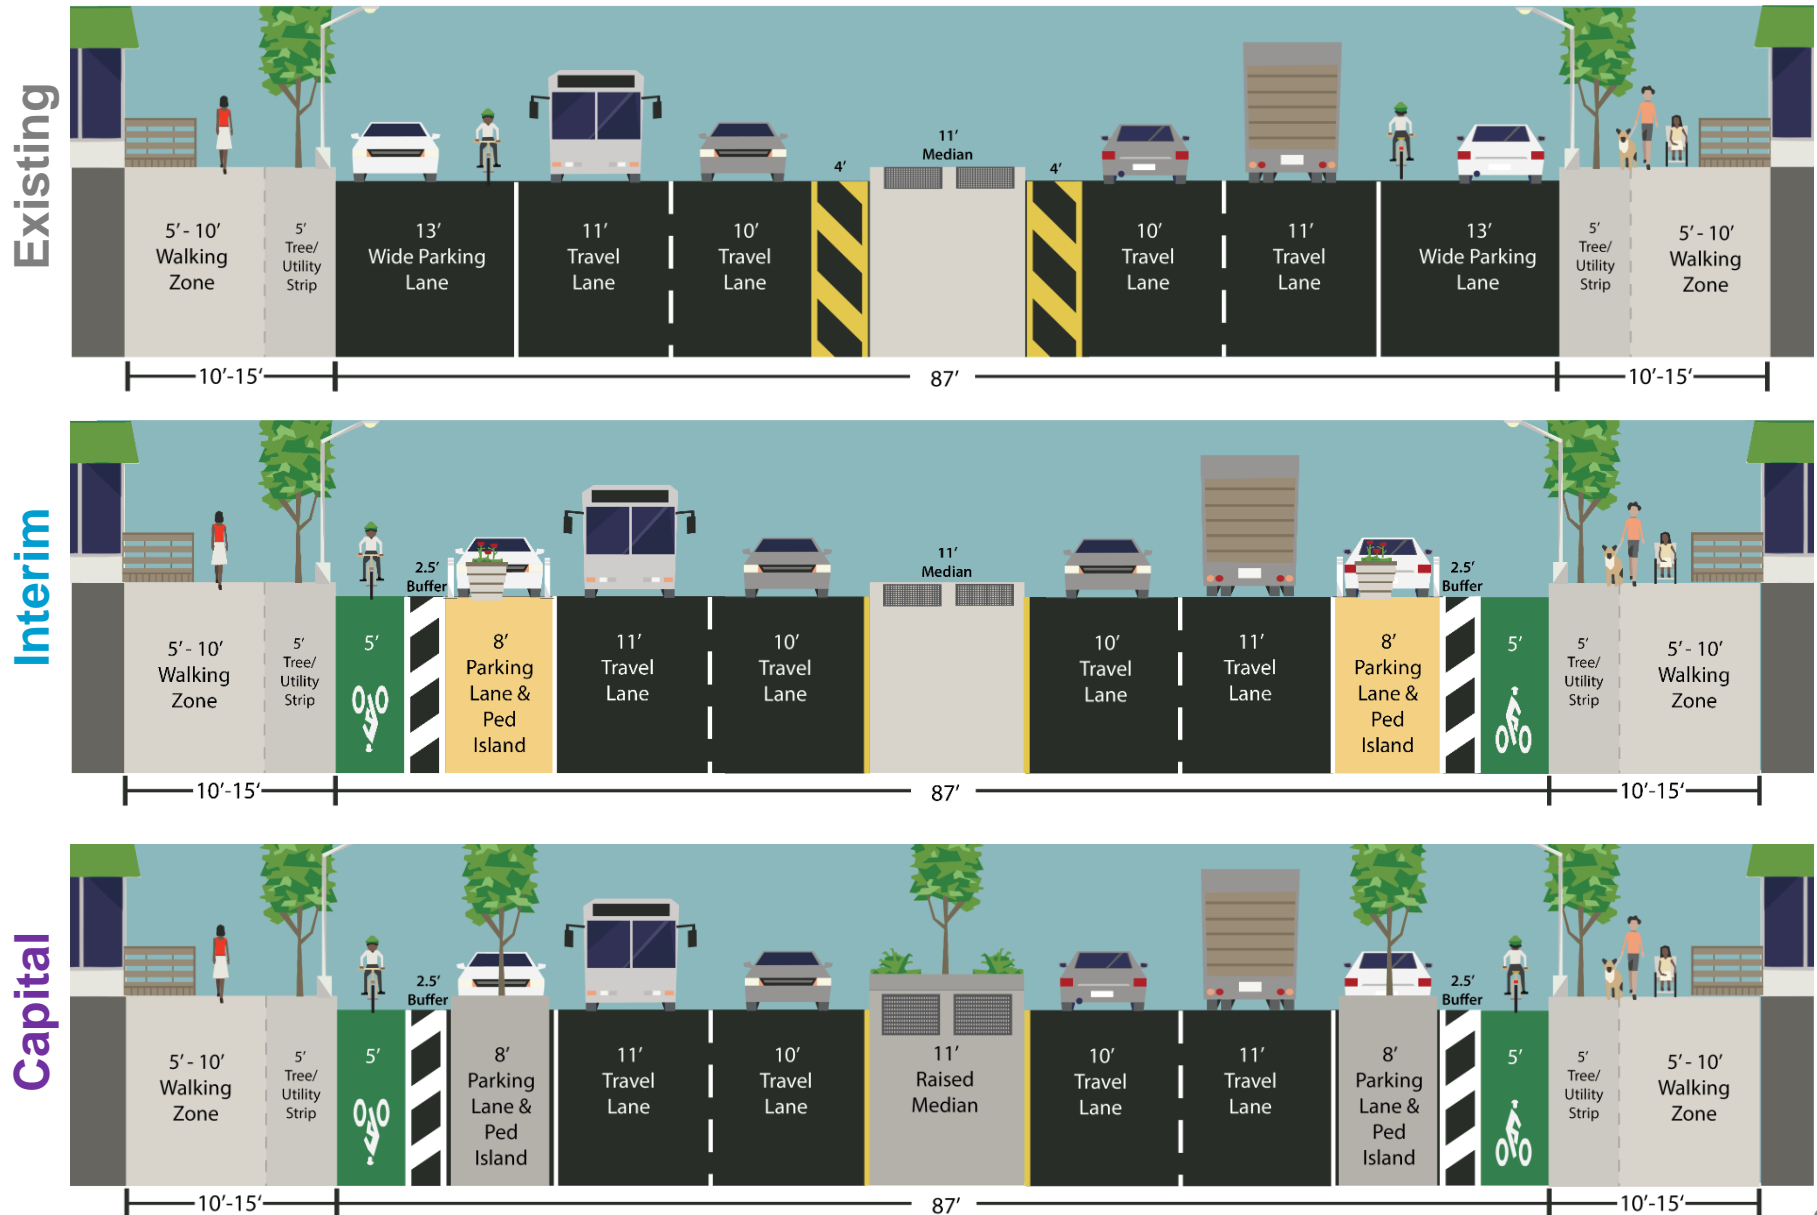 Existing
11'
Median
4'
4'
5'- 10'
Walking
Zone
5'
Tree/
Utility
Strip
13'
Wide Parking
Lane
11'
Travel
Lane
10'
Travel
Lane
10'
Travel
Lane
11'
Travel
Lane
13'
Wide Parking
Lane
5'
Tree/
Utility
Strip
5'- 10'
Walking
Zone
10'-15'
87'
10'-15'
Interim
2.5'
Buffer
11'
Median
2.5'
Buffer
5'- 10'
Walking
Zone
5'
Tree/
Utility
Strip
5'
8'
Parking
Lane &
Ped
Island
11'
Travel
Lane
10'
Travel
Lane
10'
Travel
Lane
11'
Travel
Lane
8'
Parking
Lane &
Ped
Island
5'
5'
Tree/
Utility
Strip
5'- 10'
Walking
Zone
10'-15'
87'
10'-15'
Capital
2.5'
Buffer
2.5'
Buffer
5'- 10'
Walking
Zone
5'
Tree/
Utility
Strip
5'
8'
Parking
Lane &
Ped
Island
11'
Travel
Lane
10'
Travel
Lane
11'
Raised
Median
10'
Travel
Lane
11'
Travel
Lane
8'
Parking
Lane &
Ped
Island
5'
5'
Tree/
Utility
Strip
5'- 10'
Walking
Zone
10'-15'
87'
10'-15'